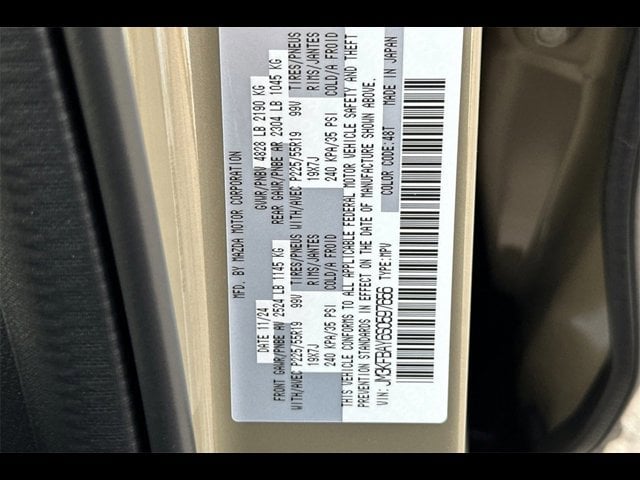 MFD. BY MAZDA MOTOR CORPORATION
DATE 11/24 GVWR/PNBV 4828 LB 2190 KG
FRONT GAWR/PNBE AV 2524 LB 1145 KG REAR GAWR/PNBE AR 2304 LB 1045 KG
WITH/AVEC P225/55R19 99V TIRES/PNEUS WITH/AVEC P225/55R19 99V TIRES/PNEUS
19X7J RIMS/JANTES 19X7J RIMS/JANTES
240 KPA/35 PSI COLD/A FROID 240 KPA/35 PSI COLD/A FROID
THIS VEHICLE CONFORMS TO ALL APPLICABLE FEDERAL MOTOR VEHICLE SAFETY AND THEFT
PREVENTION STANDARDS IN EFFECT ON THE DATE OF MANUFACTURE SHOWN ABOVE.
VIN: JM3KFBAY6S0697656 TYPE:MPV COLOR CODE:48T MADE IN JAPAN